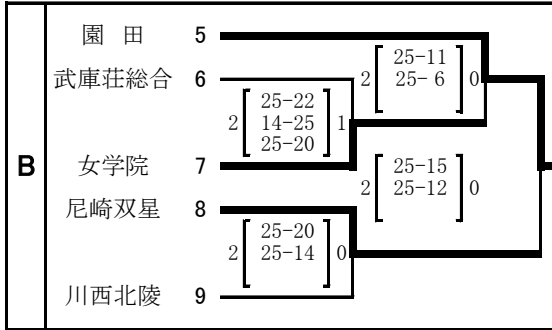 B
園 田 5
武庫荘総合 6
女学院 7
尼崎双星 8
川西北陵 9
2 [ 25-22 14-25 25-20 ] 1
2 [ 25-20 25-14 ] 0
2 [ 25-11 25- 6 ] 0
2 [ 25-15 25-12 ] 0